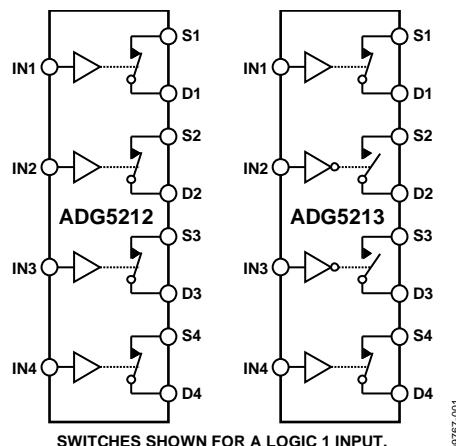 S1
IN1
D1
S2
IN2
D2
ADG5212
S3
IN3
D3
S4
IN4
D4
S1
IN1
D1
S2
IN2
D2
ADG5213
S3
IN3
D3
S4
IN4
D4
SWITCHES SHOWN FOR A LOGIC 1 INPUT.